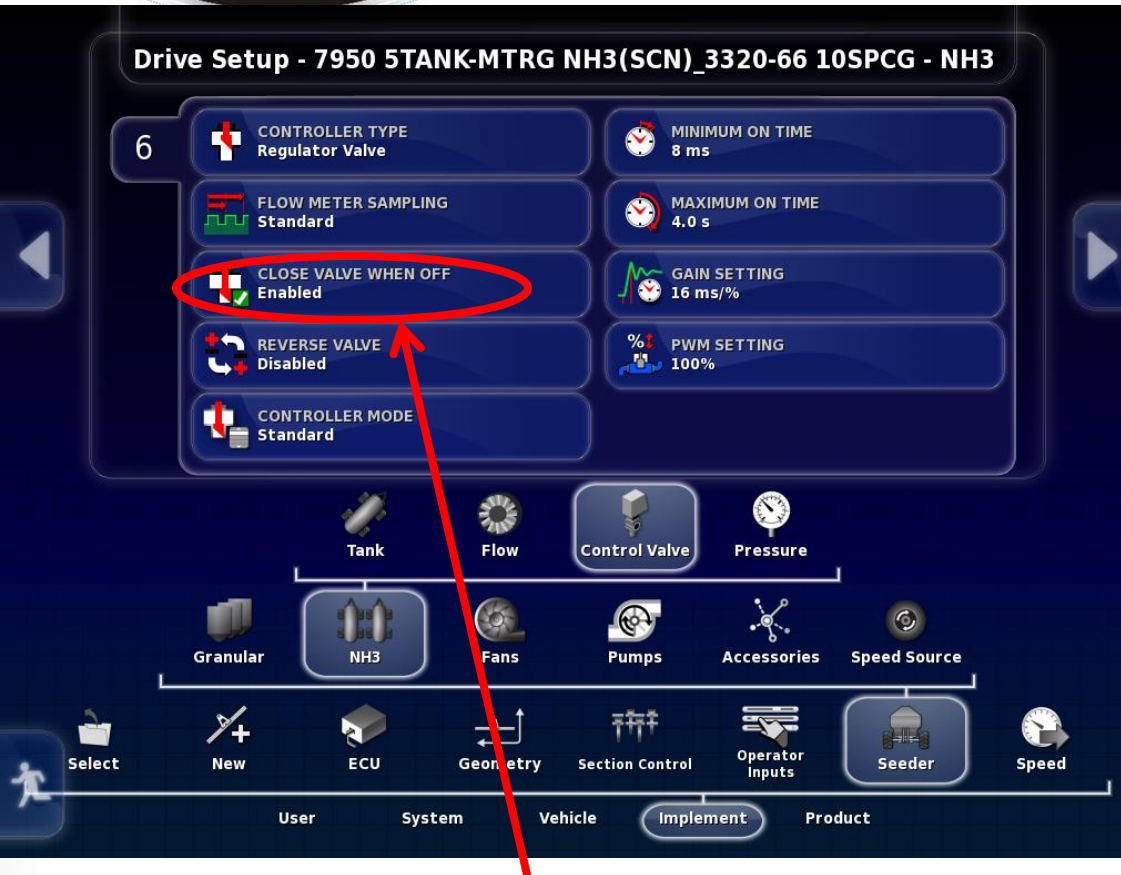 Drive Setup - 7950 5TANK-MTRG NH3(SCN)_3320-66 10SPCG - NH3
6
CONTROLLER TYPE
Regulator Valve
FLOW METER SAMPLING
Standard
CLOSE VALVE WHEN OFF
Enabled
REVERSE VALVE
Disabled
CONTROLLER MODE
Standard
MINIMUM ON TIME
8 ms
MAXIMUM ON TIME
4.0 s
GAIN SETTING
16 ms/%
%
PWM SETTING
100%
Tank Flow Control Valve Pressure
Granular NH3 Fans Pumps Accessories Speed Source
Select New ECU Geometry Section Control Operator Inputs Seeder Speed
User System Vehicle Implement Product